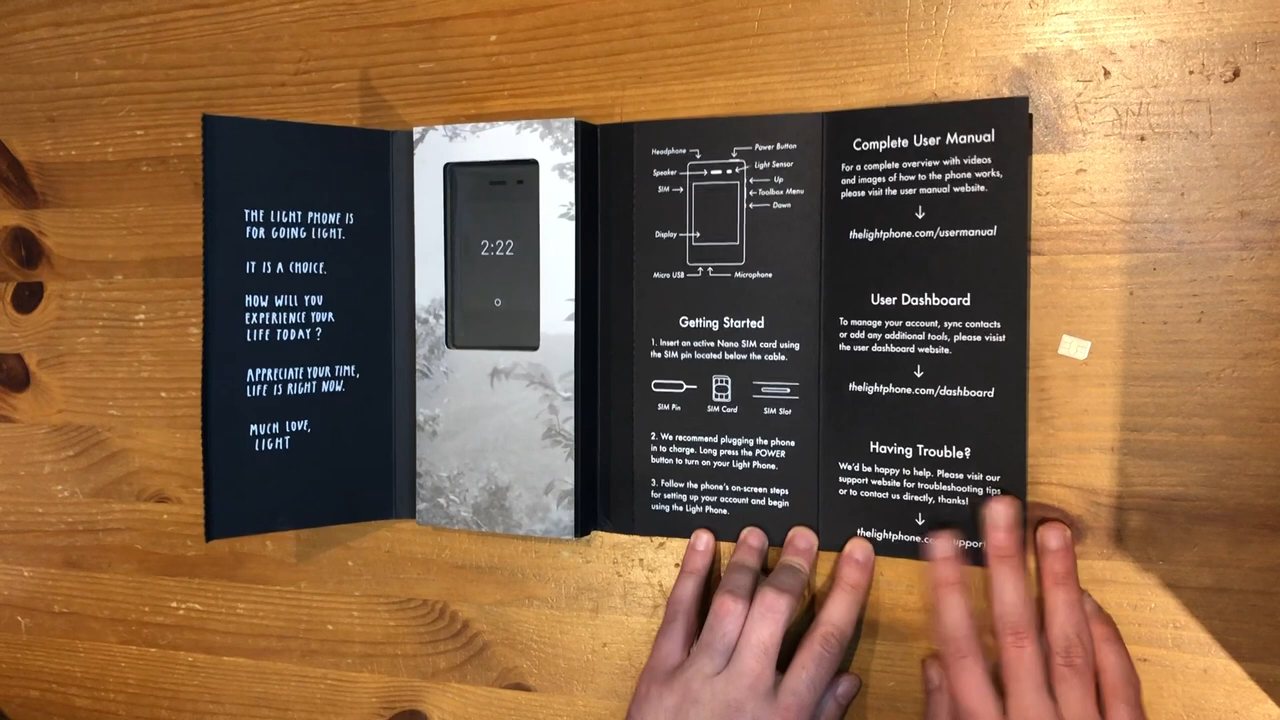 THE LIGHT PHONE IS
FOR GOING LIGHT.
IT IS A CHOICE.
HOW WILL YOU
EXPERIENCE YOUR
LIFE TODAY?
APPRECIATE YOUR TIME,
LIFE IS RIGHT NOW.
MUCH LOVE,
LIGHT
2:22
Headphone
Power Button
Speaker
Light Sensor
SIM
Up
Toolbox Menu
Down
Display
Micro USB
Microphone
Getting Started
1. Insert an active Nano SIM card using
the SIM pin located below the cable.
SIM Pin
SIM Card
SIM Slot
2. We recommend plugging the phone
in to charge. Long press the POWER
button to turn on your Light Phone.
3. Follow the phone's on-screen steps
for setting up your account and begin
using the Light Phone.
Complete User Manual
For a complete overview with videos
and images of how to the phone works,
please visit the user manual website.
thelightphone.com/usermanual
User Dashboard
To manage your account, sync contacts
or add any additional tools, please visist
the user dashboard website.
thelightphone.com/dashboard
Having Trouble?
We'd be happy to help. Please visit our
support website for troubleshooting tips
or to contact us directly, thanks!
thelightphone.com/support